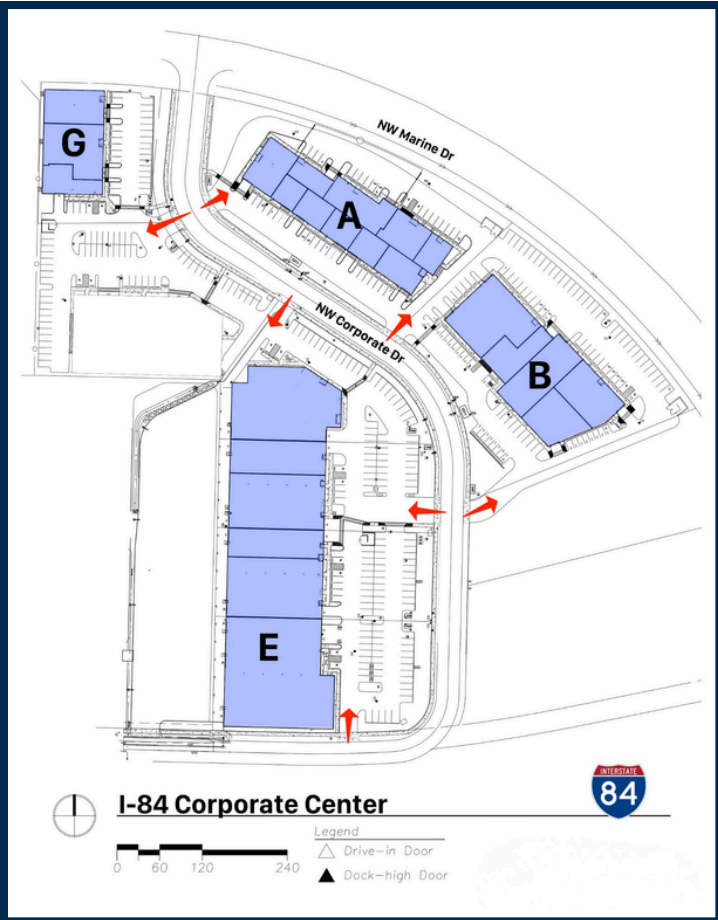 G
NW Marine Dr
A
NW Corporate Dr
B
E
I-84 Corporate Center
INTERSTATE
84
Legend
Drive-in Door
Dock-high Door
0 60 120 240